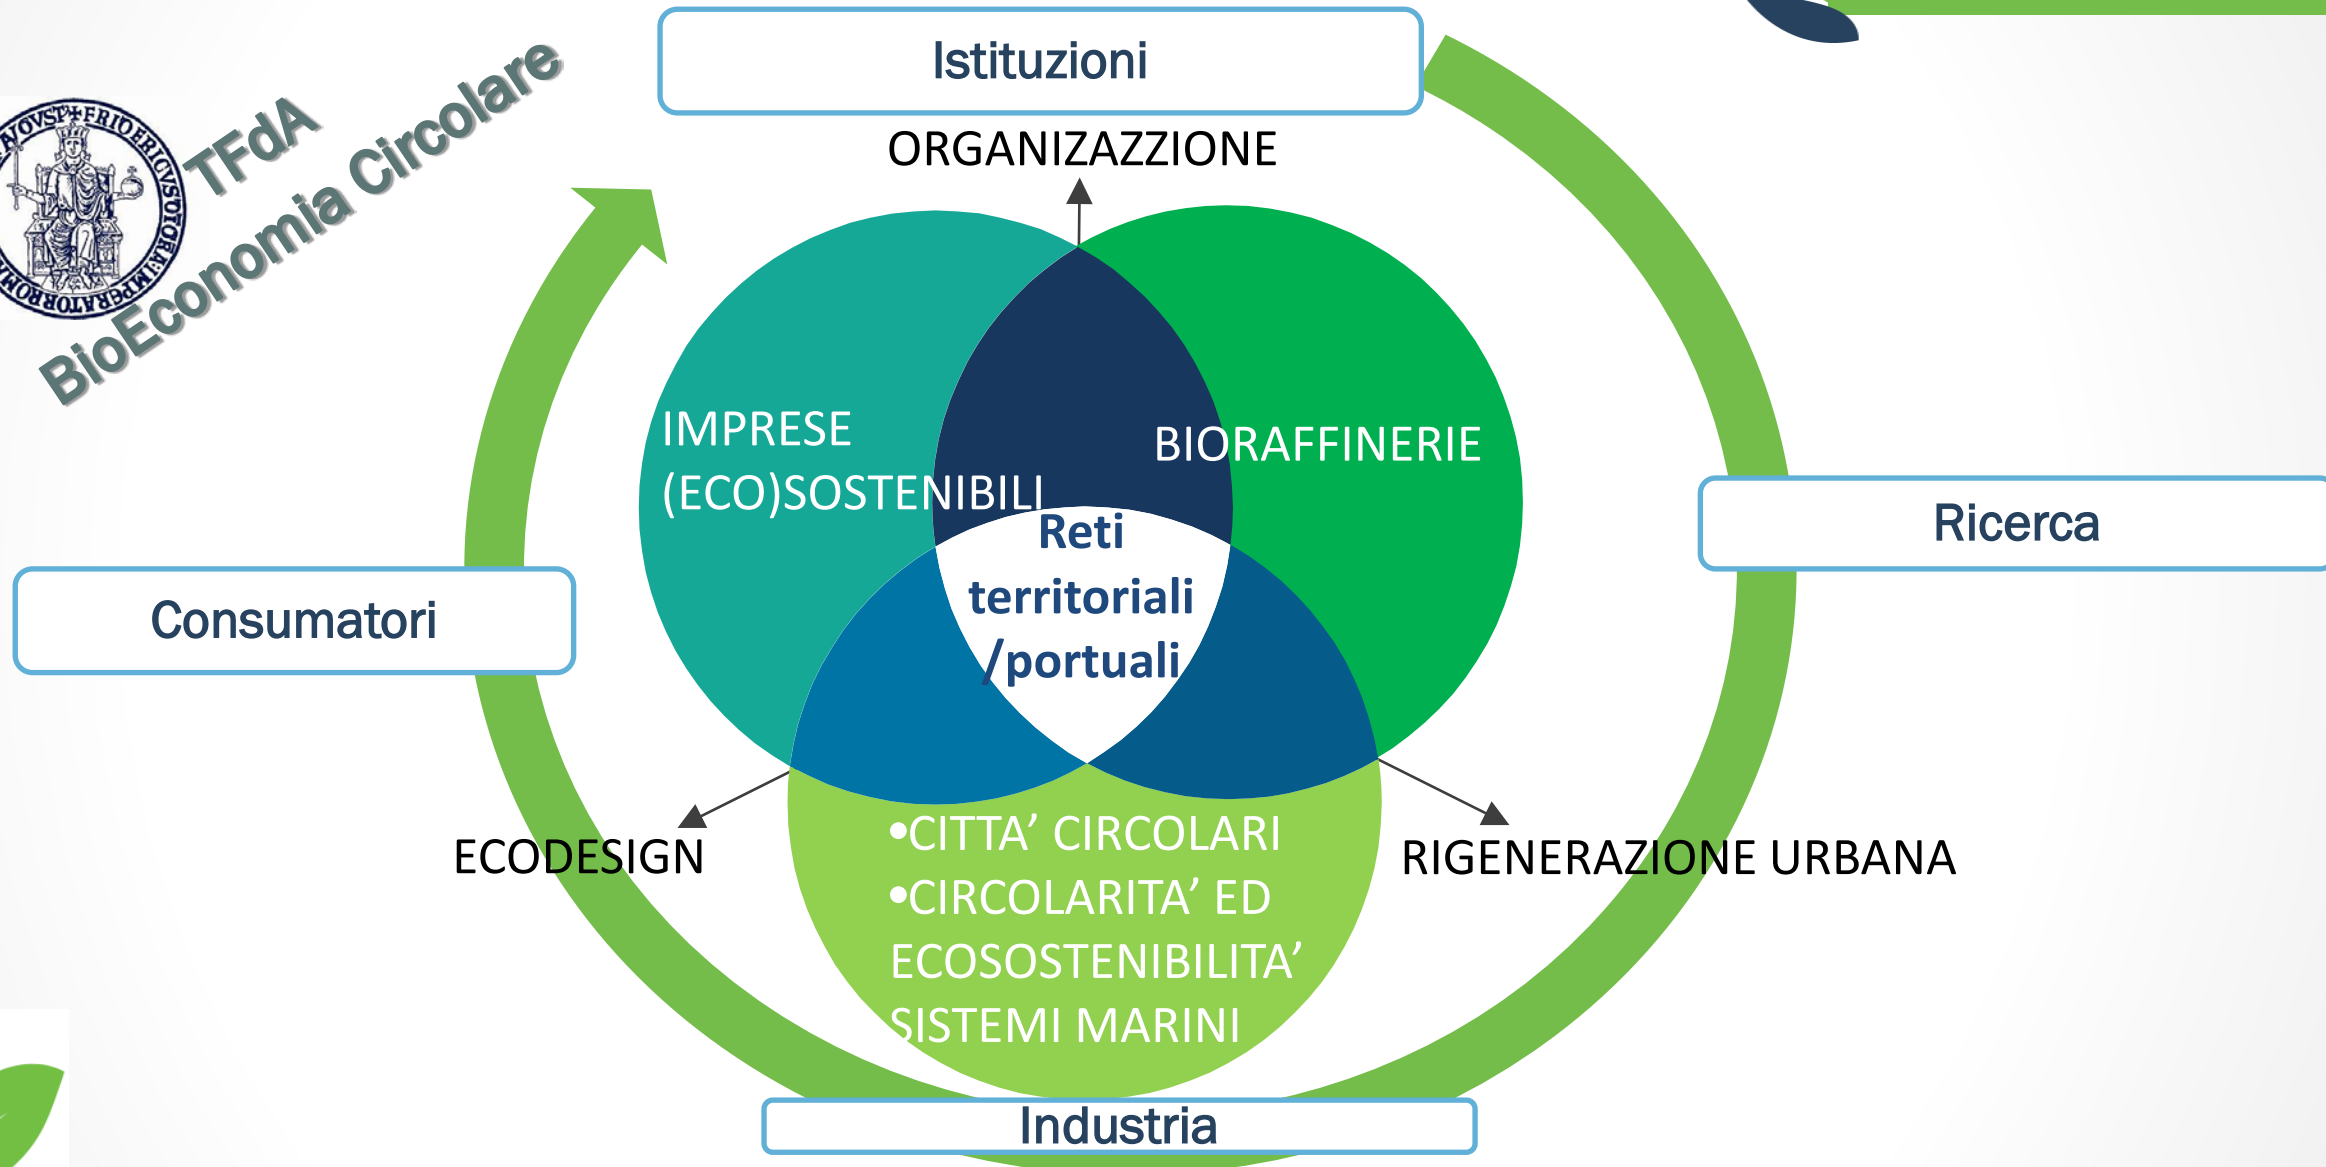 Istituzioni
TFdA
BioEconomia Circolare
ORGANIZAZZIONE
IMPRESE
(ECO)SOSTENIBILI
BIORAFFINERIE
Reti
territoriali
/portuali
Ricerca
Consumatori
ECODESIGN
RIGENERAZIONE URBANA
•CITTA’ CIRCOLARI
•CIRCOLARITA’ ED
ECOSOSTENIBILITA’
SISTEMI MARINI
Industria